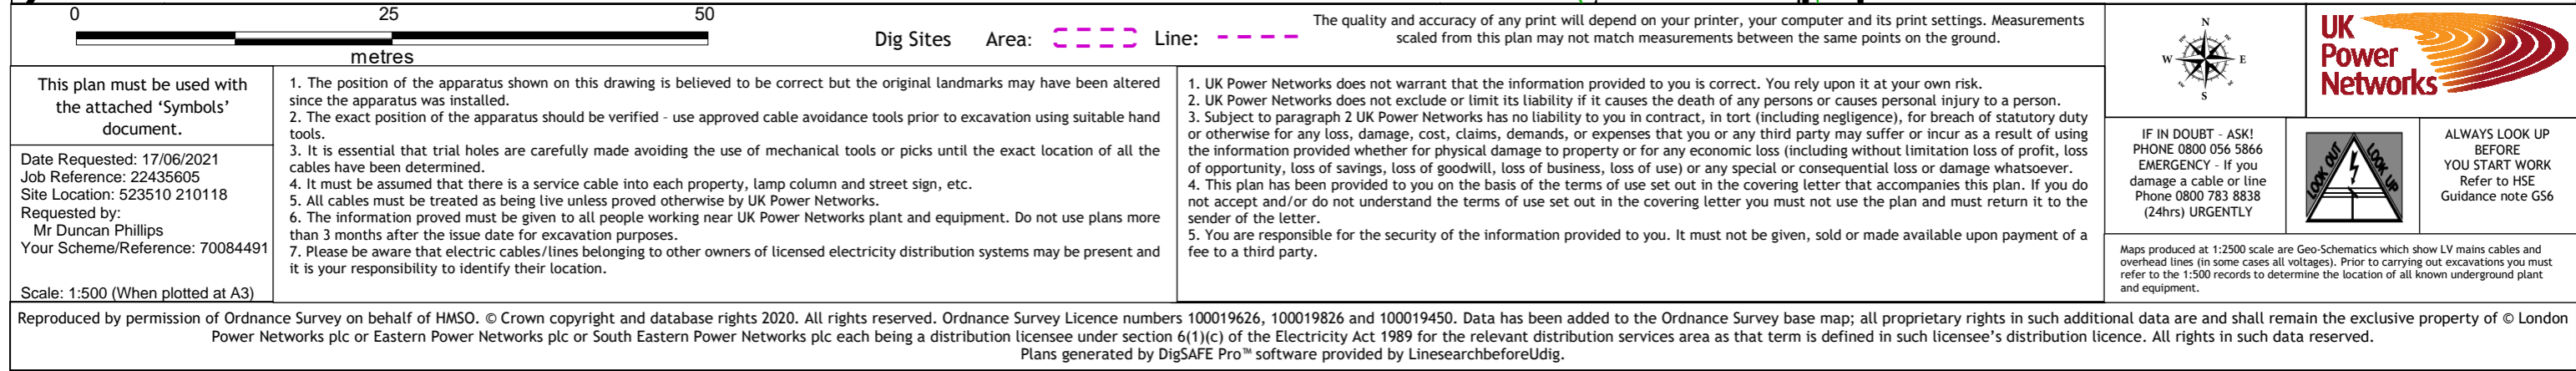 0 25 50
metres
Dig Sites Area: Line:
The quality and accuracy of any print will depend on your printer, your computer and its print settings. Measurements
scaled from this plan may not match measurements between the same points on the ground.
N
W E
S
UK
Power
Networks
This plan must be used with
the attached ‘Symbols’
document.
Date Requested: 17/06/2021
Job Reference: 22435605
Site Location: 523510 210118
Requested by:
Mr Duncan Phillips
Your Scheme/Reference: 70084491
Scale: 1:500 (When plotted at A3)
1. The position of the apparatus shown on this drawing is believed to be correct but the original landmarks may have been altered
since the apparatus was installed.
2. The exact position of the apparatus should be verified - use approved cable avoidance tools prior to excavation using suitable hand
tools.
3. It is essential that trial holes are carefully made avoiding the use of mechanical tools or picks until the exact location of all the
cables have been determined.
4. It must be assumed that there is a service cable into each property, lamp column and street sign, etc.
5. All cables must be treated as being live unless proved otherwise by UK Power Networks.
6. The information proved must be given to all people working near UK Power Networks plant and equipment. Do not use plans more
than 3 months after the issue date for excavation purposes.
7. Please be aware that electric cables/lines belonging to other owners of licensed electricity distribution systems may be present and
it is your responsibility to identify their location.
1. UK Power Networks does not warrant that the information provided to you is correct. You rely upon it at your own risk.
2. UK Power Networks does not exclude or limit its liability if it causes the death of any persons or causes personal injury to a person.
3. Subject to paragraph 2 UK Power Networks has no liability to you in contract, in tort (including negligence), for breach of statutory duty
or otherwise for any loss, damage, cost, claims, demands, or expenses that you or any third party may suffer or incur as a result of using
the information provided whether for physical damage to property or for any economic loss (including without limitation loss of profit, loss
of opportunity, loss of savings, loss of goodwill, loss of business, loss of use) or any special or consequential loss or damage whatsoever.
4. This plan has been provided to you on the basis of the terms of use set out in the covering letter that accompanies this plan. If you do
not accept and/or do not understand the terms of use set out in the covering letter you must not use the plan and must return it to the
sender of the letter.
5. You are responsible for the security of the information provided to you. It must not be given, sold or made available upon payment of a
fee to a third party.
IF IN DOUBT - ASK!
PHONE 0800 056 5866
EMERGENCY - If you
damage a cable or line
Phone 0800 783 8838
(24hrs) URGENTLY
LOOK OUT
LOOK UP
ALWAYS LOOK UP
BEFORE
YOU START WORK
Refer to HSE
Guidance note GS6
Maps produced at 1:2500 scale are Geo-Schematics which show LV mains cables and
overhead lines (in some cases all voltages). Prior to carrying out excavations you must
refer to the 1:500 records to determine the location of all known underground plant
and equipment.
Reproduced by permission of Ordnance Survey on behalf of HMSO. © Crown copyright and database rights 2020. All rights reserved. Ordnance Survey Licence numbers 100019626, 100019826 and 100019450. Data has been added to the Ordnance Survey base map; all proprietary rights in such additional data are and shall remain the exclusive property of © London
Power Networks plc or Eastern Power Networks plc or South Eastern Power Networks plc each being a distribution licensee under section 6(1)(c) of the Electricity Act 1989 for the relevant distribution services area as that term is defined in such licensee’s distribution licence. All rights in such data reserved.
Plans generated by DigSAFE Pro™ software provided by LinesearchbeforeUdig.